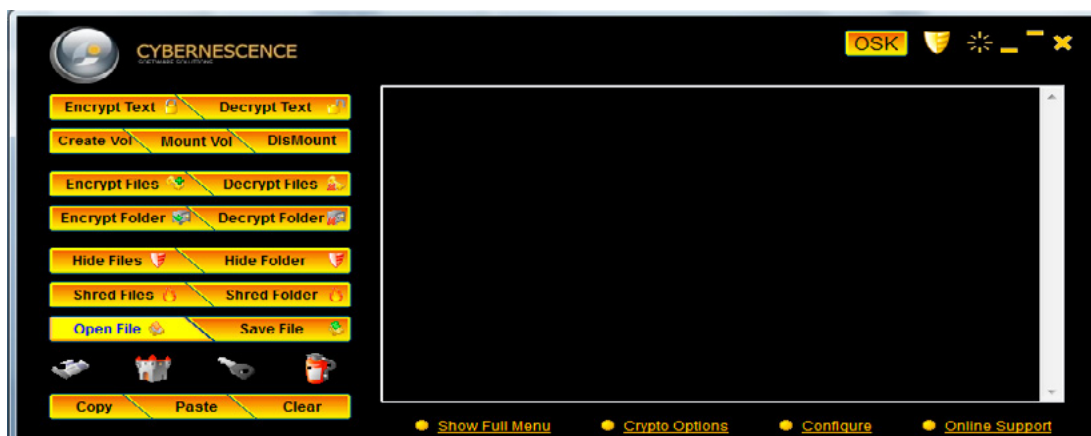 CYBERNESCENCE
SOFTWARE SOLUTIONS
OSK
Encrypt Text Decrypt Text
Create Vol Mount Vol DisMount
Encrypt Files Decrypt Files
Encrypt Folder Decrypt Folder
Hide Files Hide Folder
Shred Files Shred Folder
Open File Save File
Copy Paste Clear
Show Full Menu Crypto Options Configure Online Support